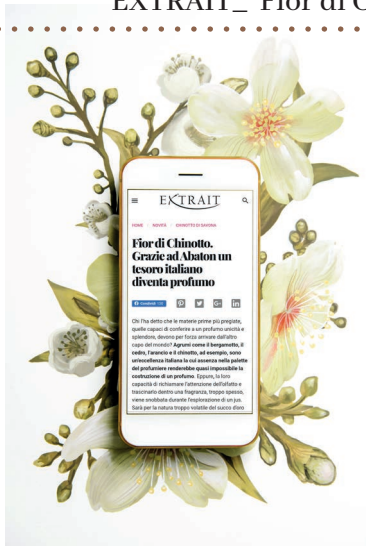 EXTRAIT_ Fior di
EXTRAIT
HOME NOVITÀ CHINOTTO DI SAVONA
Fior di Chinotto.
Grazie ad Abaton un
tesoro italiano
diventa profumo
Condividi
Chi l'ha detto che le materie prime più pregiate,
quelle capaci di conferire a un profumo unicità e
splendore, devono per forza arrivare dall'altro
capo del mondo? Agrumi come il bergamotto, il
cedro, l'arancio e il chinotto, ad esempio, sono
un'eccellenza italiana la cui assenza nella palette
del profumiere renderebbe quasi impossibile la
costruzione di un profumo. Eppure, la loro
capacità di richiamare l'attenzione dell'olfatto e
trascinarlo dentro una fragranza, troppo spesso,
viene snobbata durante l'esplorazione di un jus.
Sarà per la natura troppo volatile del succo d'oro